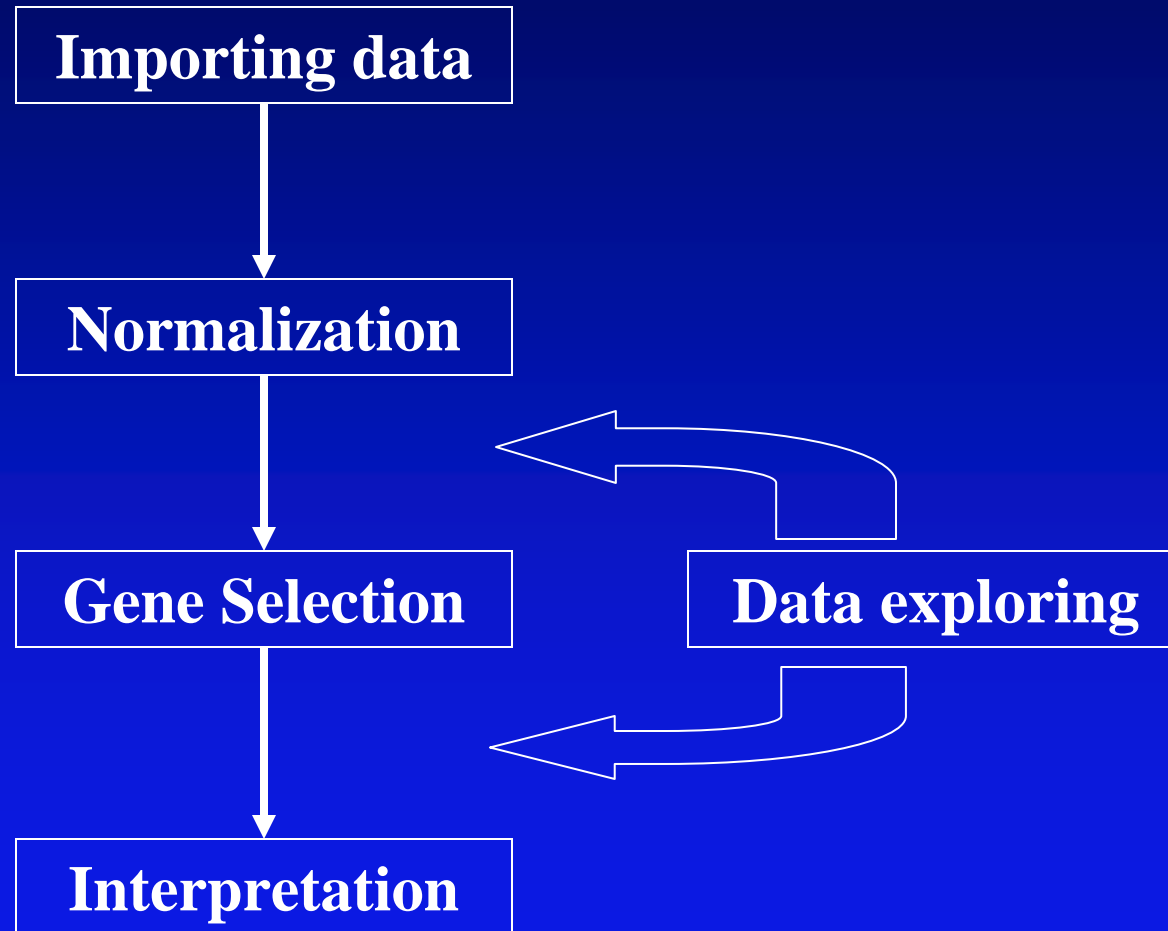 Importing data
Normalization
Gene Selection
Data exploring
Interpretation